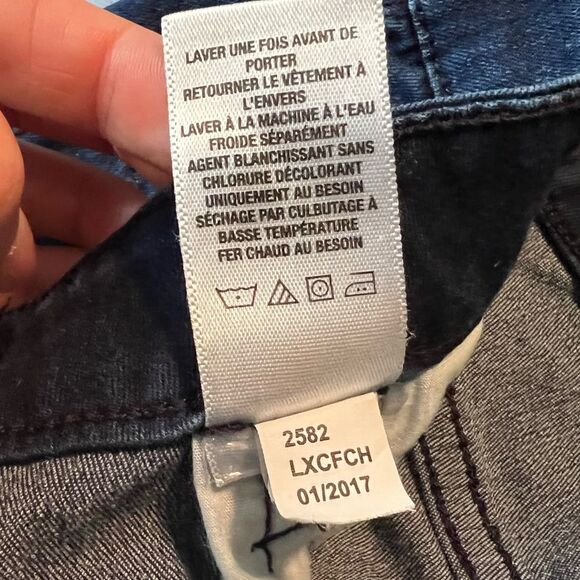 LAVER UNE FOIS AVANT DE
PORTER
RETOURNER LE VÊTEMENT À
L'ENVERS
LAVER À LA MACHINE À L'EAU
FROIDE SÉPARÉMENT
AGENT BLANCHISSANT SANS
CHLORURE DÉCOLORANT
UNIQUEMENT AU BESOIN
SÉCHAGE PAR CULBUTAGE À
BASSE TEMPÉRATURE
FER CHAUD AU BESOIN
2582
LXCFCH
01/2017